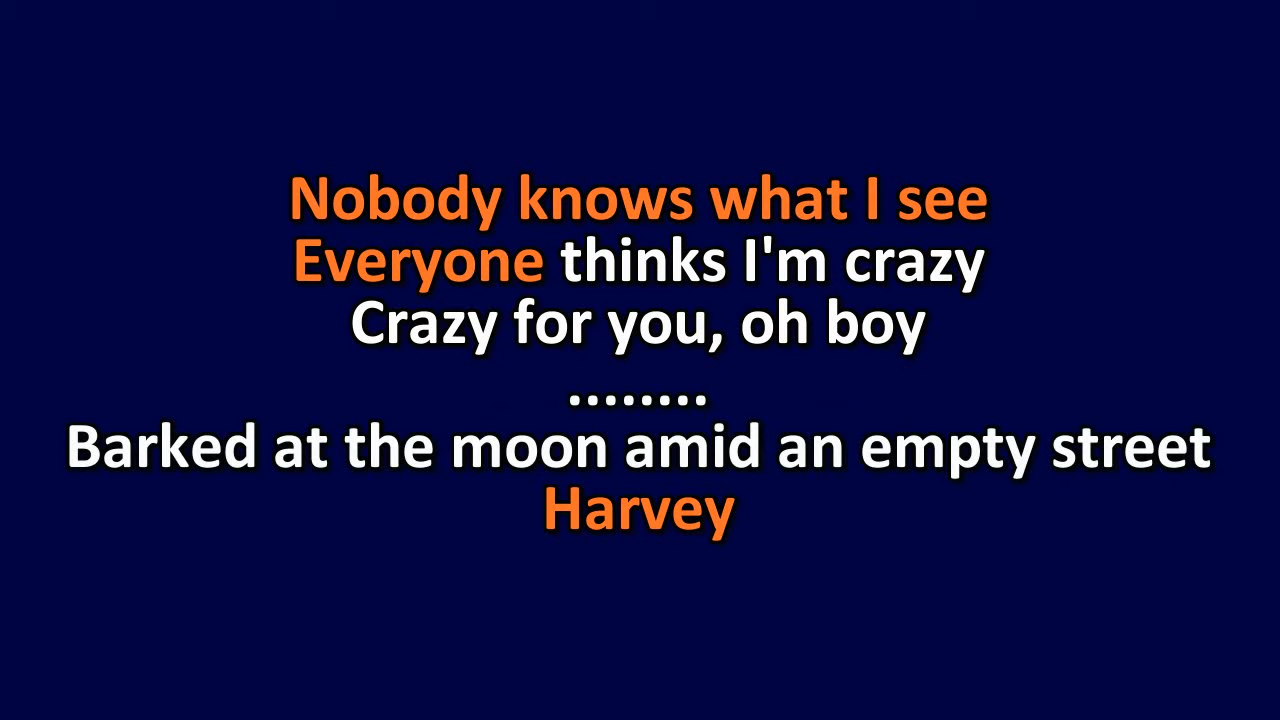 Nobody knows what I see
Everyone thinks I'm crazy
Crazy for you, oh boy
........
Barked at the moon amid an empty street
Harvey